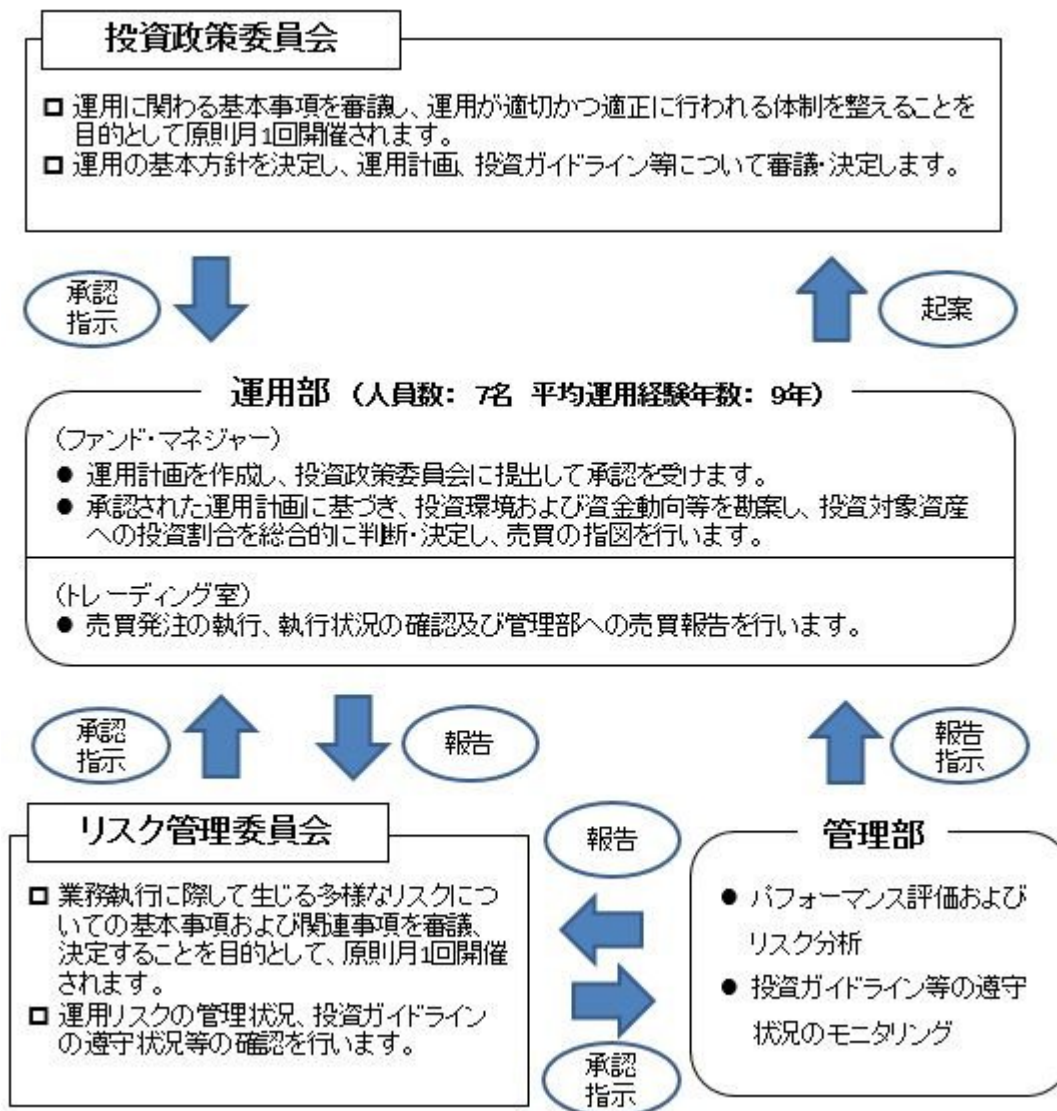 投資政策委員会
□ 運用に関わる基本事項を審議し、運用が適切かつ適正に行われる体制を整えることを
目的として原則月1回開催されます。
□ 運用の基本方針を決定し、運用計画、投資ガイドライン等について審議・決定します。
承認
指示
起案
運用部 (人員数: 7名 平均運用経験年数: 9年)
(ファンド・マネジャー)
● 運用計画を作成し、投資政策委員会に提出して承認を受けます。
● 承認された運用計画に基づき、投資環境および資金動向等を勘案し、投資対象資産
への投資割合を総合的に判断・決定し、売買の指図を行います。
(トレーディング室)
● 売買発注の執行、執行状況の確認及び管理部への売買報告を行います。
承認
指示
報告
報告
指示
リスク管理委員会
□ 業務執行に際して生じる多様なリスクにつ
いての基本事項および関連事項を審議、
決定することを目的として、原則月1回開催
されます。
□ 運用リスクの管理状況、投資ガイドライン
の遵守状況等の確認を行います。
報告
承認
指示
管理部
● パフォーマンス評価および
リスク分析
● 投資ガイドライン等の遵守
状況のモニタリング